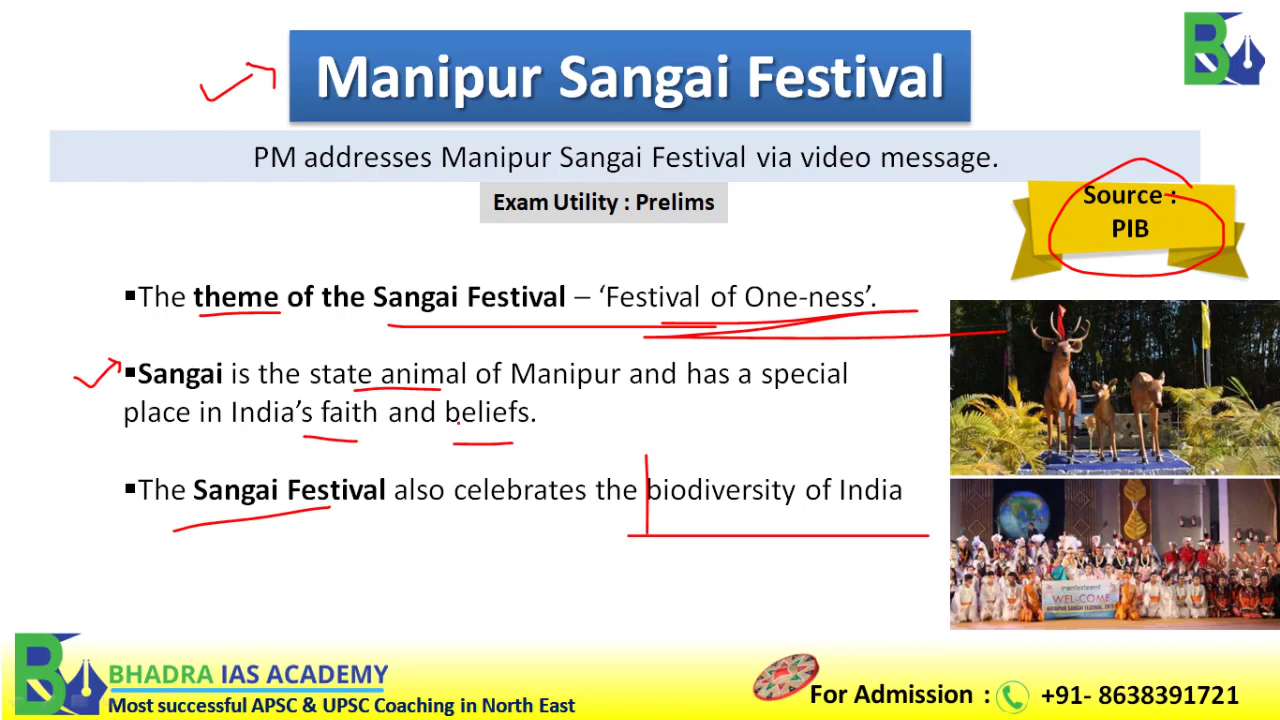 Manipur Sangai Festival
PM addresses Manipur Sangai Festival via video message.
Exam Utility : Prelims
Source :
PIB
▪The theme of the Sangai Festival – ‘Festival of One-ness’.
▪Sangai is the state animal of Manipur and has a special
place in India’s faith and beliefs.
▪The Sangai Festival also celebrates the biodiversity of India
WEL-COME
MANIPUR SANGAI FESTIVAL, 
BHADRA IAS ACADEMY
Most successful APSC & UPSC Coaching in North East
For Admission : +91- 8638391721